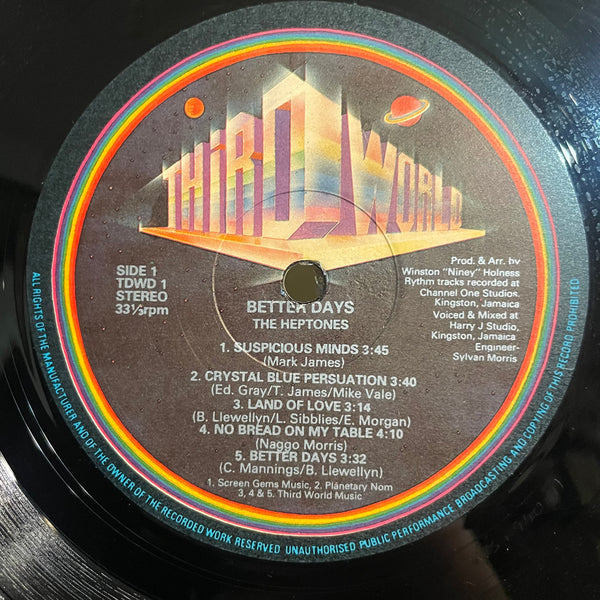 THIRD WORLD
SIDE 1
TDWD 1
STEREO
33⅓rpm
Prod. & Arr. by
Winston "Niney" Holness
Rythm tracks recorded at
Channel One Studios,
Kingston, Jamaica
Voiced & Mixed at
Harry J Studio,
Kingston, Jamaica
Engineer-
Sylvan Morris
BETTER DAYS
THE HEPTONES
1. SUSPICIOUS MINDS 3:45
(Mark James)
2. CRYSTAL BLUE PERSUATION 3:40
(Ed. Gray/T. James/Mike Vale)
3. LAND OF LOVE 3:14
(B. Llewellyn/L. Sibblies/E. Morgan)
4. NO BREAD ON MY TABLE 4:10
(Naggo Morris)
5. BETTER DAYS 3:32
(C. Mannings/B. Llewellyn)
1. Screen Gems Music, 2. Planetary Nom
3, 4 & 5. Third World Music
ALL RIGHTS OF THE MANUFACTURER AND OF THE OWNER OF THE RECORDED WORK RESERVED UNAUTHORISED PUBLIC PERFORMANCE BROADCASTING AND COPYING OF THIS RECORD PROHIBITED